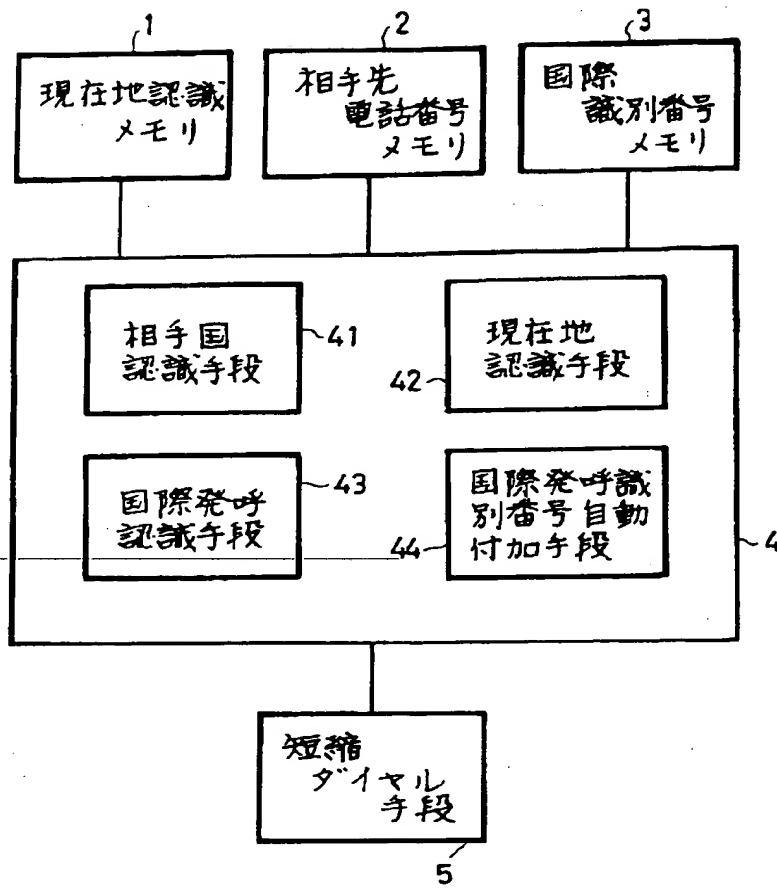 1
現在地認識
メモリ
2
相手先
電話番号
メモリ
3
国際
識別番号
メモリ
相手国
認識手段
41
現在地
認識手段
42
国際発呼
認識手段
43
国際発呼識
別番号自動
付加手段
44
4
短縮
ダイヤル
手段
5